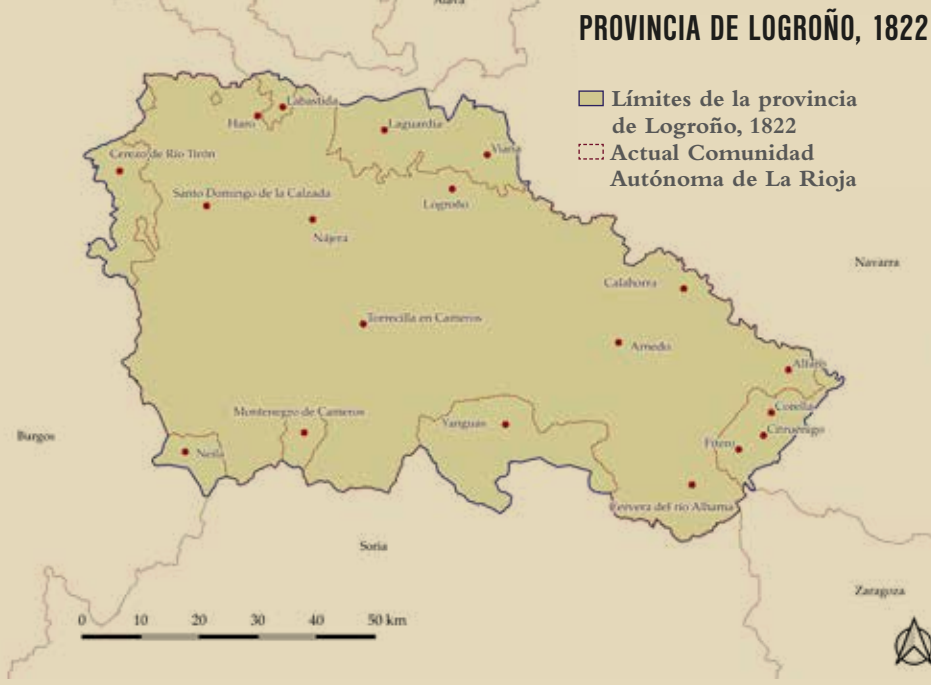 Álava
PROVINCIA DE LOGROÑO, 1822
Límites de la provincia
de Logroño, 1822
Actual Comunidad
Autónoma de La Rioja
Labastida
Haro
Laguardia
Viana
Cerezo de Río Tirón
Santo Domingo de la Calzada
Logroño
Nájera
Navarra
Calahorra
Torrecilla en Cameros
Arnedo
Alfaro
Corella
Montenegro de Cameros
Yanguas
Cintruénigo
Burgos
Fitero
Neila
Cervera del río Alhama
Soria
Zaragoza
0 10 20 30 40 50 km